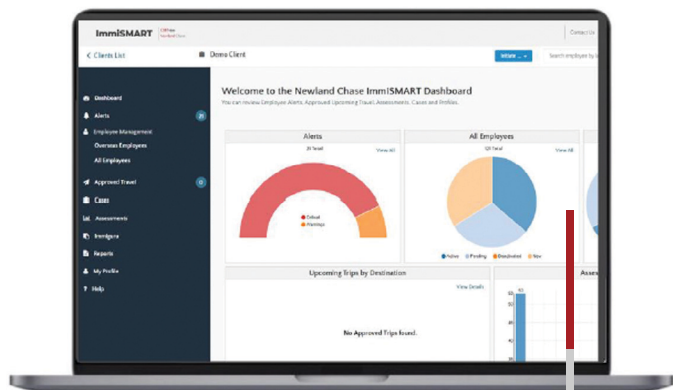 ImmiSMART
Contact Us
Clients List
Demo Client
Inform
Search employee by
Welcome to the Newland Chase ImmiSMART Dashboard
You can review Employee Alerts, Approved Upcoming Travel, Assessments, Cases and Profiles.
Dashboard
Alerts
Employee Management
Overseas Employees
All Employees
Approved Travel
Cases
Assessments
Immigure
Reports
My Profile
? Help
Alerts
View All
Critical
Warnings
All Employees
View All
Active
Pending
Deactivated
New
Upcoming Trips by Destination
View Details
No Approved Trips found.
Asses